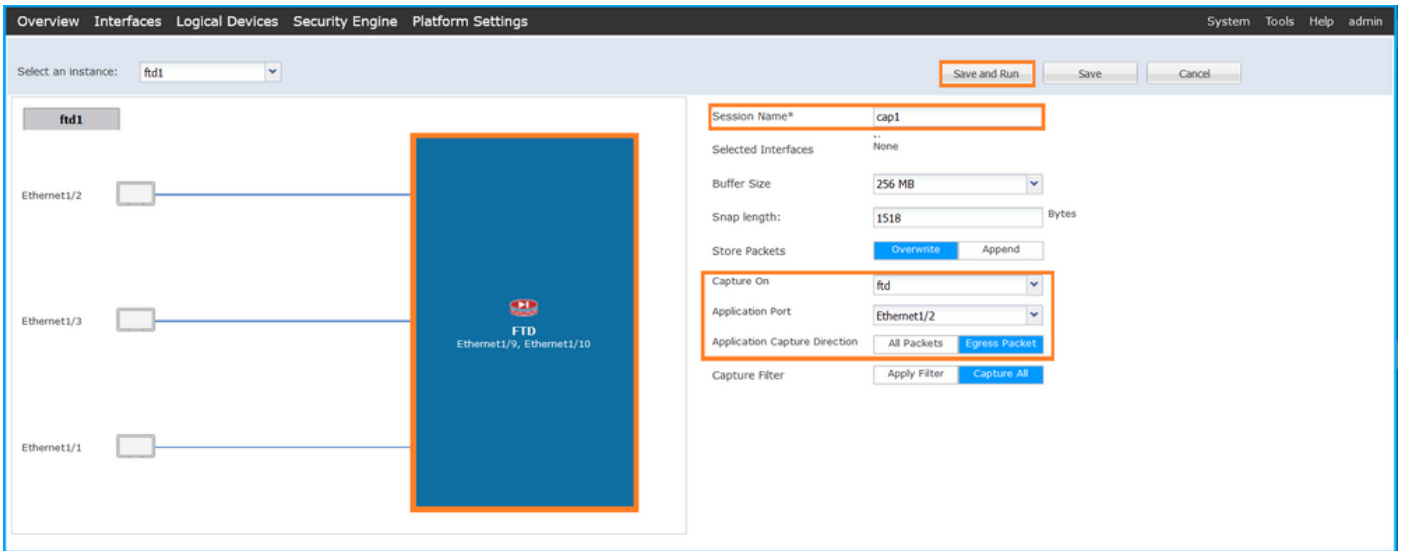 Overview Interfaces Logical Devices Security Engine Platform Settings System Tools Help admin
Select an instance: ftd1 Save and Run Save Cancel
ftd1
Ethernet1/2
Ethernet1/3
Ethernet1/1
FTD
Ethernet1/9, Ethernet1/10
Session Name* cap1
Selected Interfaces None
Buffer Size 256 MB
Snap length: 1518 Bytes
Store Packets Overwrite Append
Capture On ftd
Application Port Ethernet1/2
Application Capture Direction All Packets Egress Packet
Capture Filter Apply Filter Capture All